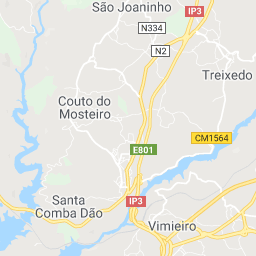 São Joaninho
IP3
N334
N2
Treixedo
Couto do
Mosteiro
CM1564
E801
Santa
Comba Dão
IP3
Vimieiro